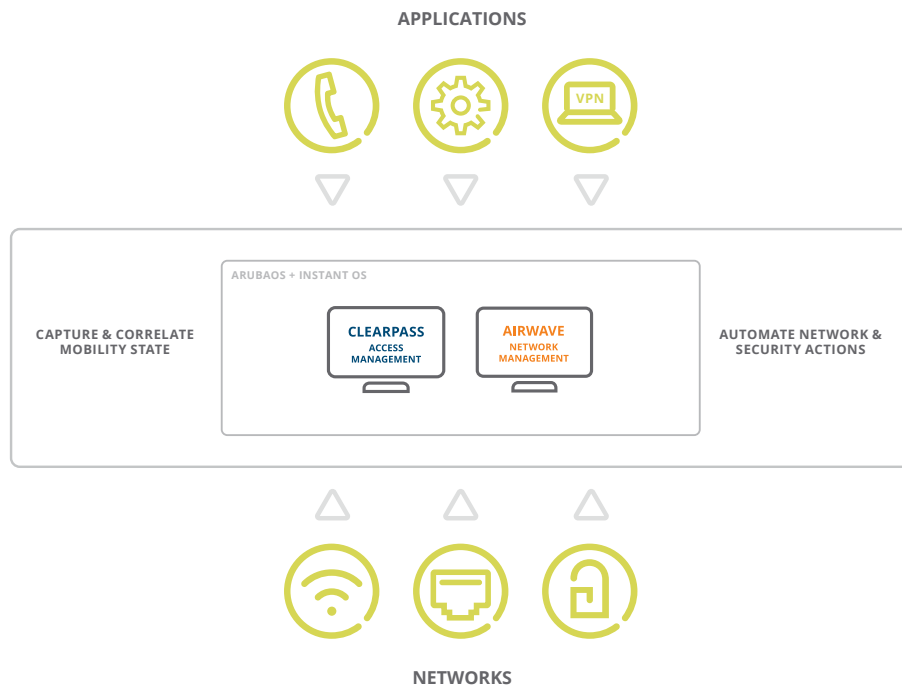 APPLICATIONS
VPN
ARUBAOS + INSTANT OS
CAPTURE & CORRELATE
MOBILITY STATE
CLEARPASS
ACCESS
MANAGEMENT
AIRWAVE
NETWORK
MANAGEMENT
AUTOMATE NETWORK &
SECURITY ACTIONS
NETWORKS